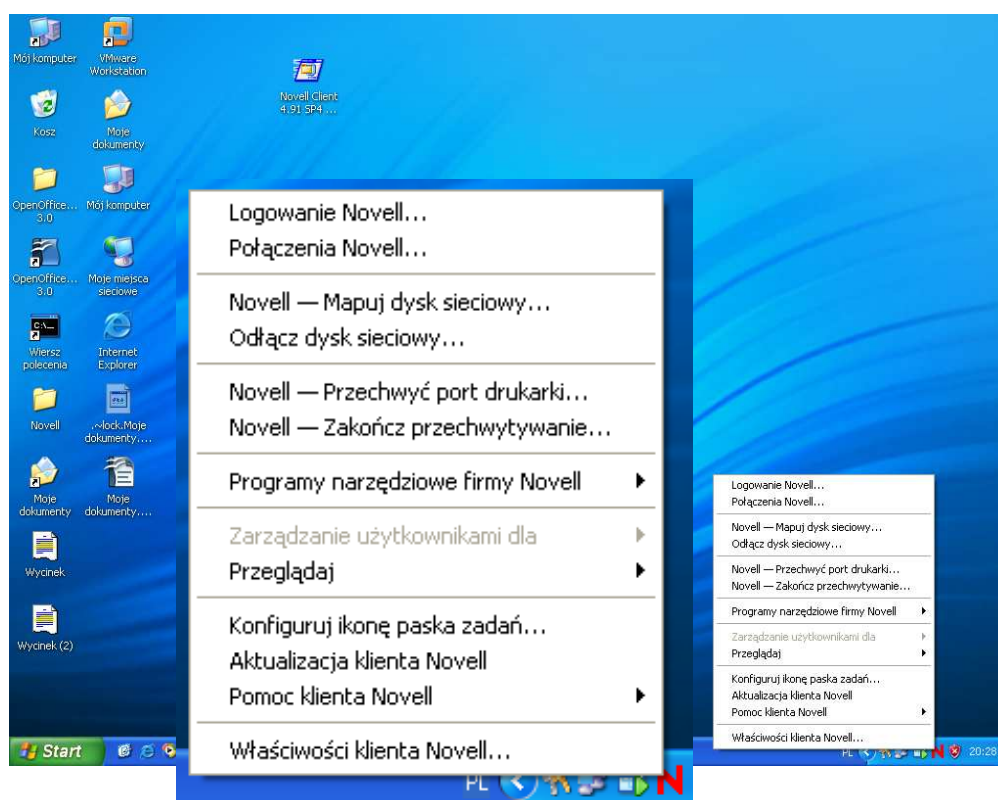 Mój komputer
VMware
Workstation
Novell Client
4.91 SP4 ...
Kosz
Moje
dokumenty
OpenOffice...
3.0
Mój komputer
OpenOffice...
3.0
Moje miejsca
sieciowe
C:\...
Wiersz
polecenia
Internet
Explorer
Novell
.~lock.Moje
dokumenty....
Moje
dokumenty
Moje
dokumenty....
Wycinek
Wycinek (2)
Logowanie Novell...
Połączenia Novell...
Novell — Mapuj dysk sieciowy...
Odłącz dysk sieciowy...
Novell — Przechwyć port drukarki...
Novell — Zakończ przechwytywanie...
Programy narzędziowe firmy Novell
Zarządzanie użytkownikami dla
Przeglądaj
Konfiguruj ikonę paska zadań...
Aktualizacja klienta Novell
Pomoc klienta Novell
Właściwości klienta Novell...
Logowanie Novell...
Połączenia Novell...
Novell — Mapuj dysk sieciowy...
Odłącz dysk sieciowy...
Novell — Przechwyć port drukarki...
Novell — Zakończ przechwytywanie...
Programy narzędziowe firmy Novell
Zarządzanie użytkownikami dla
Przeglądaj
Konfiguruj ikonę paska zadań...
Aktualizacja klienta Novell
Pomoc klienta Novell
Właściwości klienta Novell...
Start
PL
N
PL
N
20:28